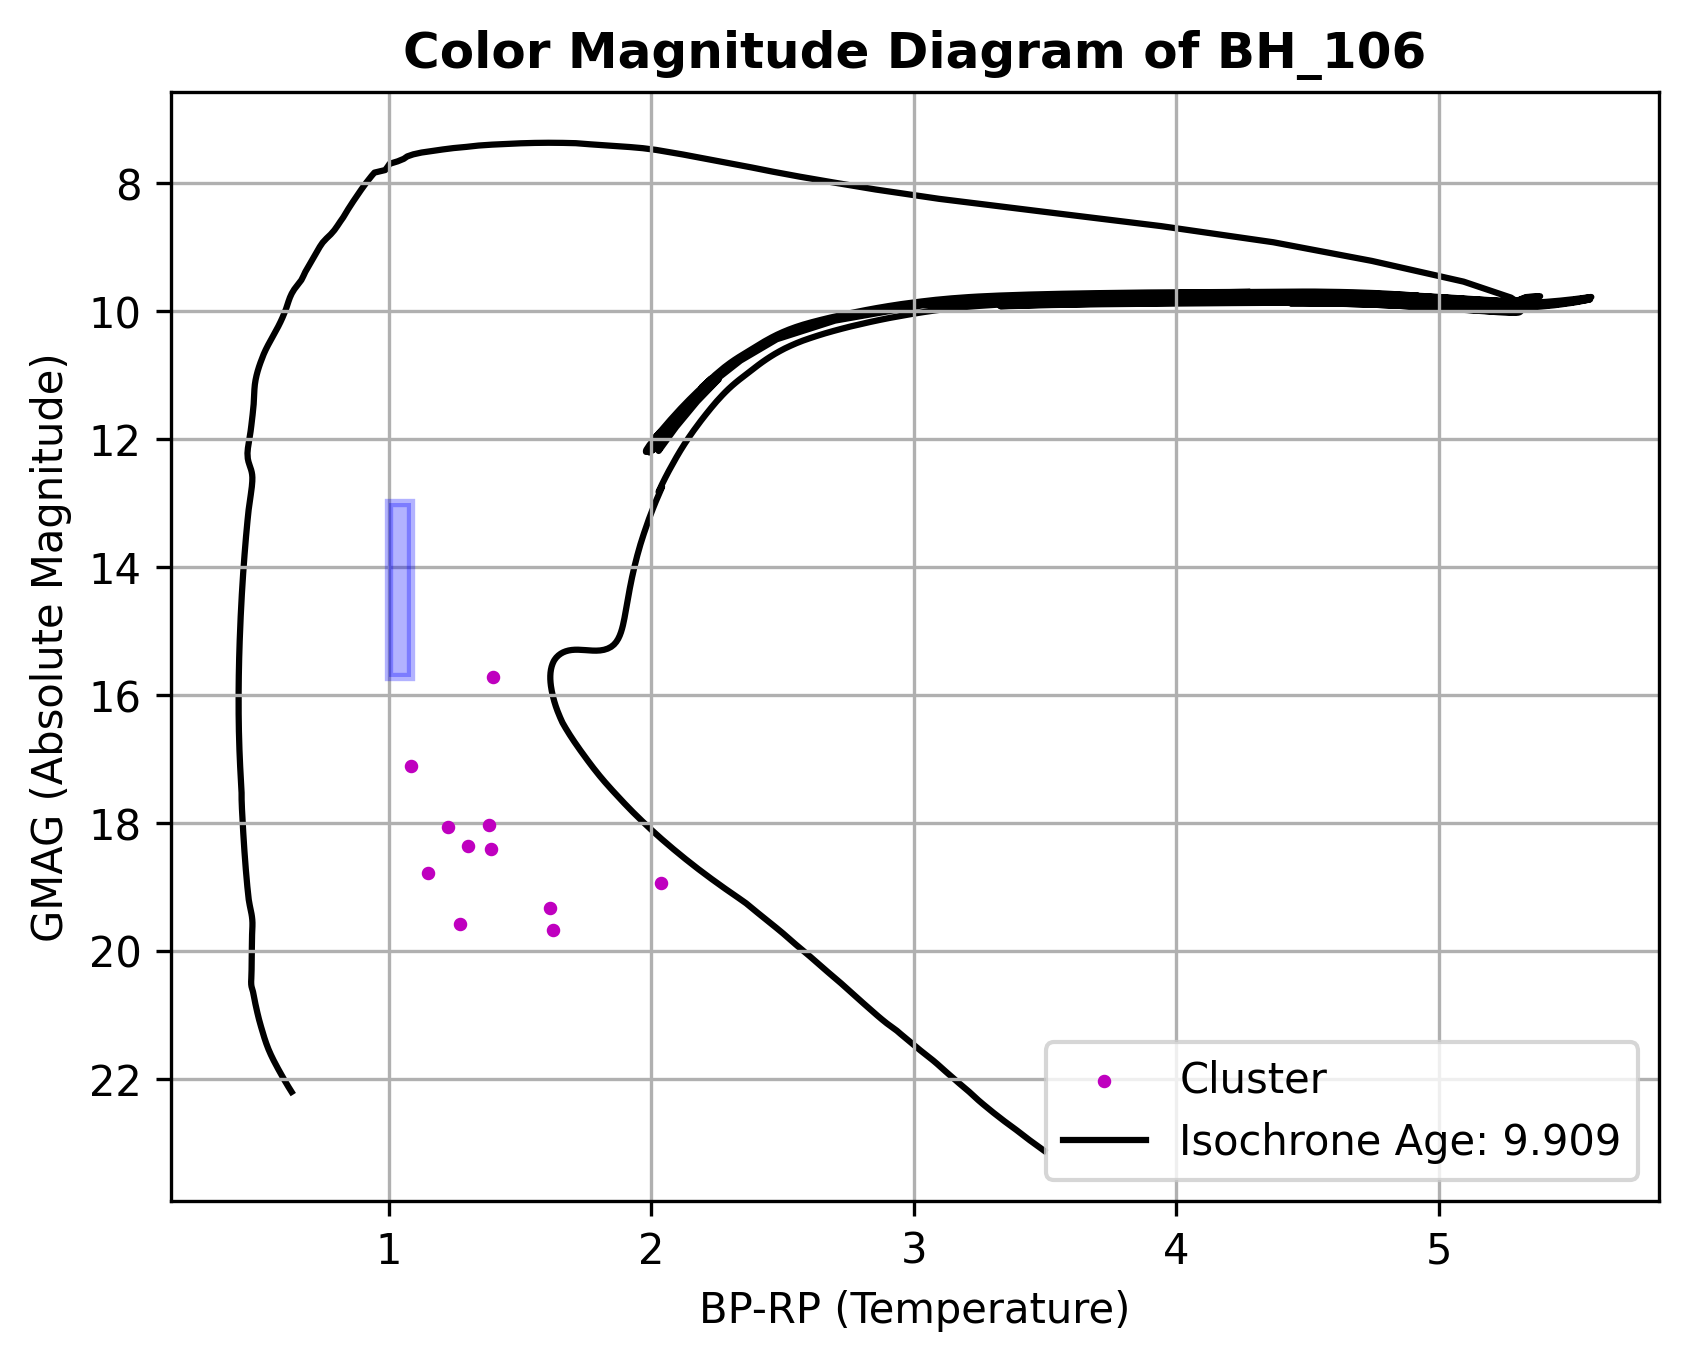 Color Magnitude Diagram of BH_106
GMAG (Absolute Magnitude)
8
10
12
14
16
18
20
22
Cluster
Isochrone Age: 9.909
1 2 3 4 5
BP-RP (Temperature)